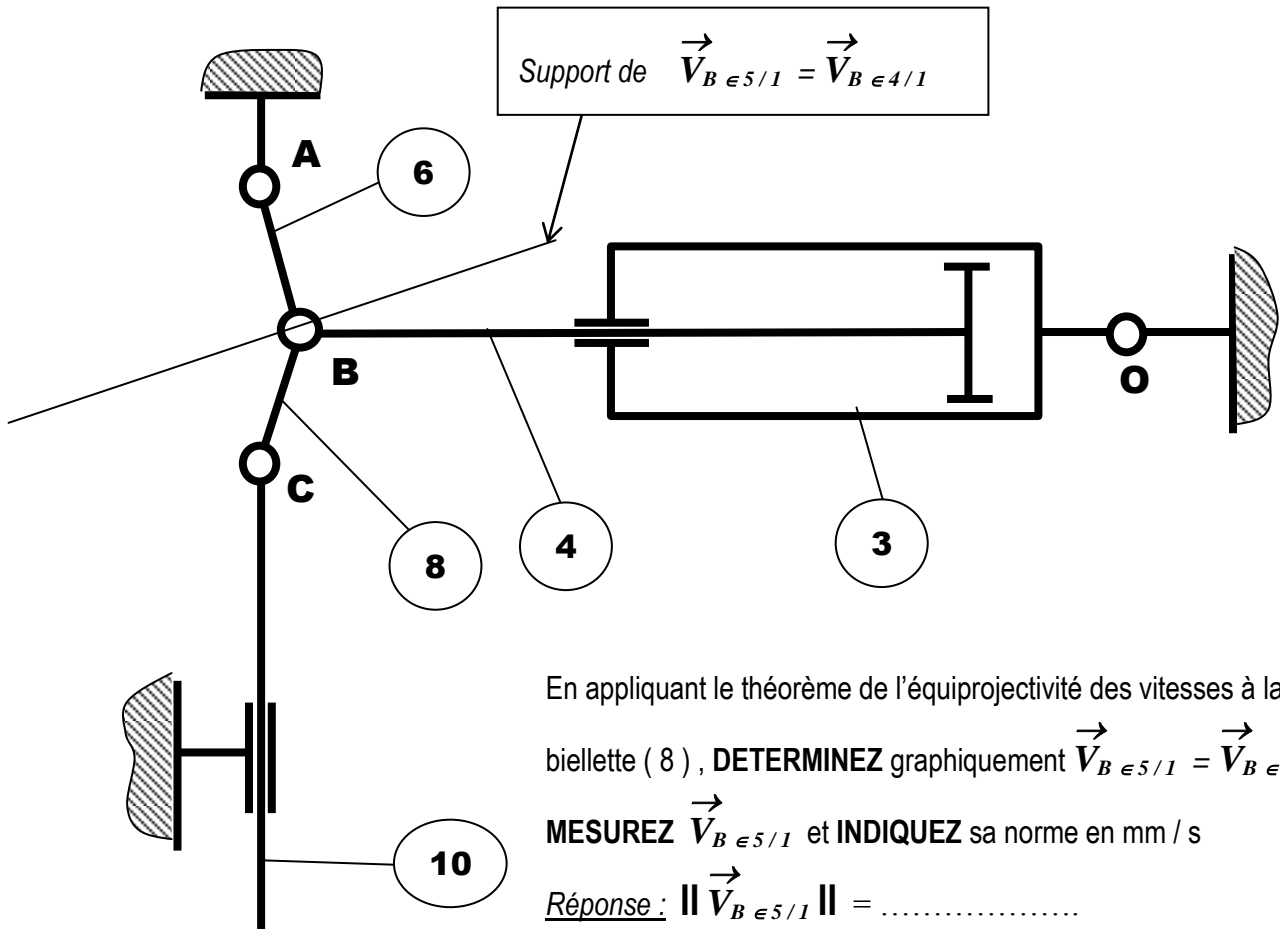 Support de V⃗ B ∈ 5 / 1 = V⃗ B ∈ 4 / 1
A
6
B
O
C
8
4
3
En appliquant le théorème de l’équiprojectivité des vitesses à la
biellette ( 8 ) , DETERMINEZ graphiquement V⃗ B ∈ 5 / 1 = V⃗ B ∈
MESUREZ V⃗ B ∈ 5 / 1 et INDIQUEZ sa norme en mm / s
10
Réponse : || V⃗ B ∈ 5 / 1 || = ...................